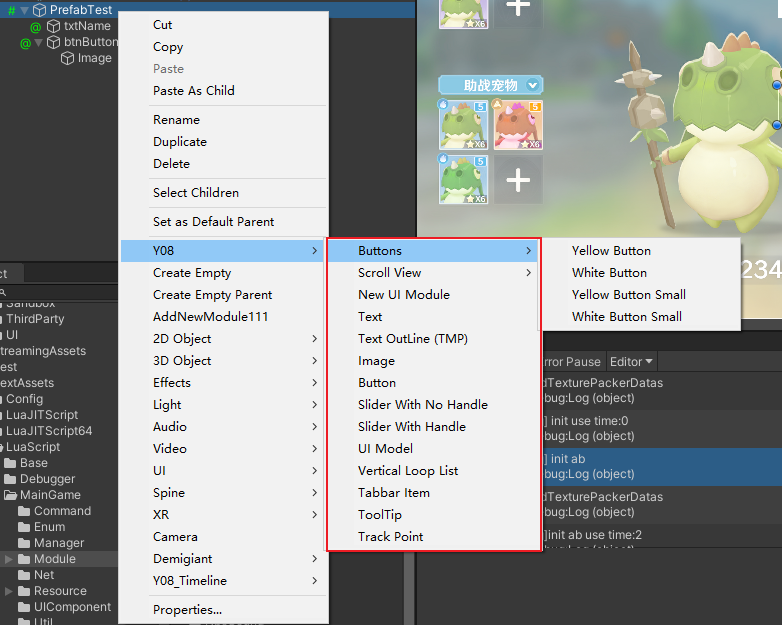 # PrefabTest
@ txtName
@ btnButton
Image
Cut
Copy
Paste
Paste As Child
Rename
Duplicate
Delete
Select Children
Set as Default Parent
Y08
Create Empty
Create Empty Parent
AddNewModule111
2D Object
3D Object
Effects
Light
Audio
Video
UI
Spine
XR
Camera
Demigiant
Y08_Timeline
Properties...
Buttons
Scroll View
New UI Module
Text
Text OutLine (TMP)
Image
Button
Slider With No Handle
Slider With Handle
UI Model
Vertical Loop List
Tabbar Item
ToolTip
Track Point
Yellow Button
White Button
Yellow Button Small
White Button Small
X6
助战宠物
5
5
X6
X6
5
X6
234
ct
Sandbox
ThirdParty
UI
treamingAssets
est
extAssets
Config
LuaJITScript
LuaJITScript64
LuaScript
Base
Debugger
MainGame
Command
Enum
Manager
Module
Net
Resource
UIComponent
Util
rror Pause
Editor
dTexturePackerDatas
bug:Log (object)
] init use time:0
bug:Log (object)
] init ab
bug:Log (object)
dTexturePackerDatas
bug:Log (object)
]init ab use time:2
bug:Log (object)